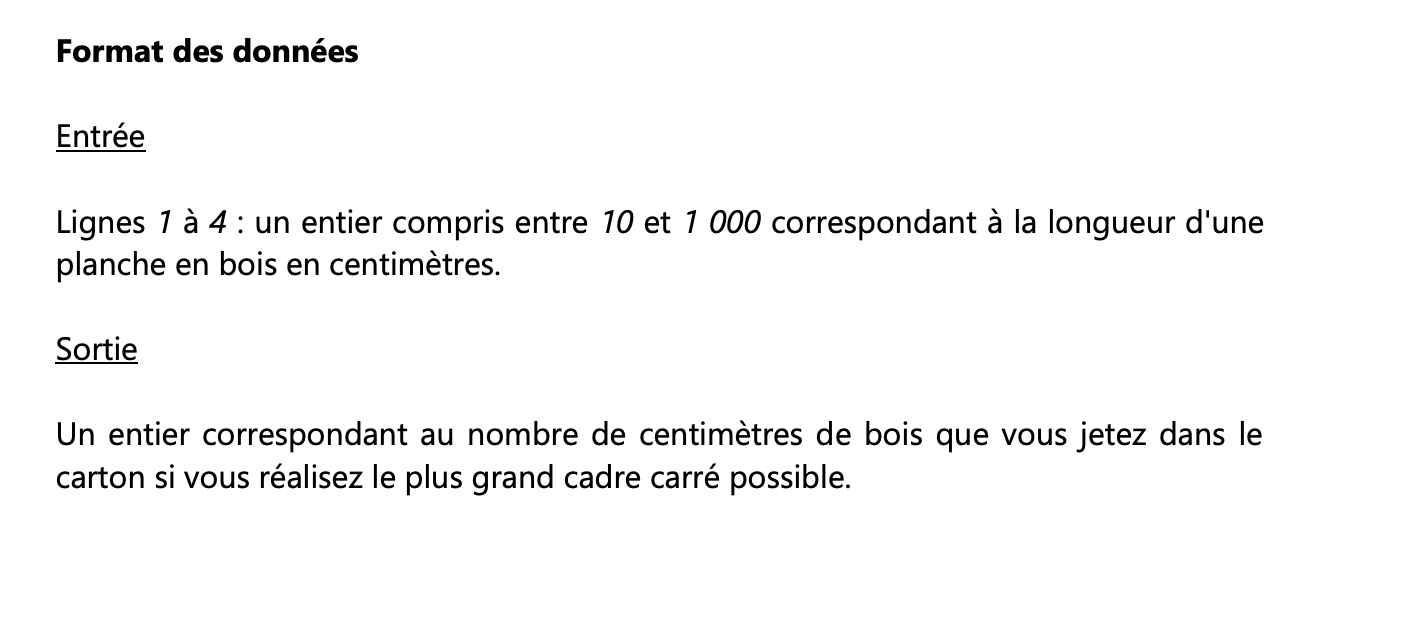 Format des données
Entrée
Lignes 1 à 4 : un entier compris entre 10 et 1 000 correspondant à la longueur d'une
planche en bois en centimètres.
Sortie
Un entier correspondant au nombre de centimètres de bois que vous jetez dans le
carton si vous réalisez le plus grand cadre carré possible.